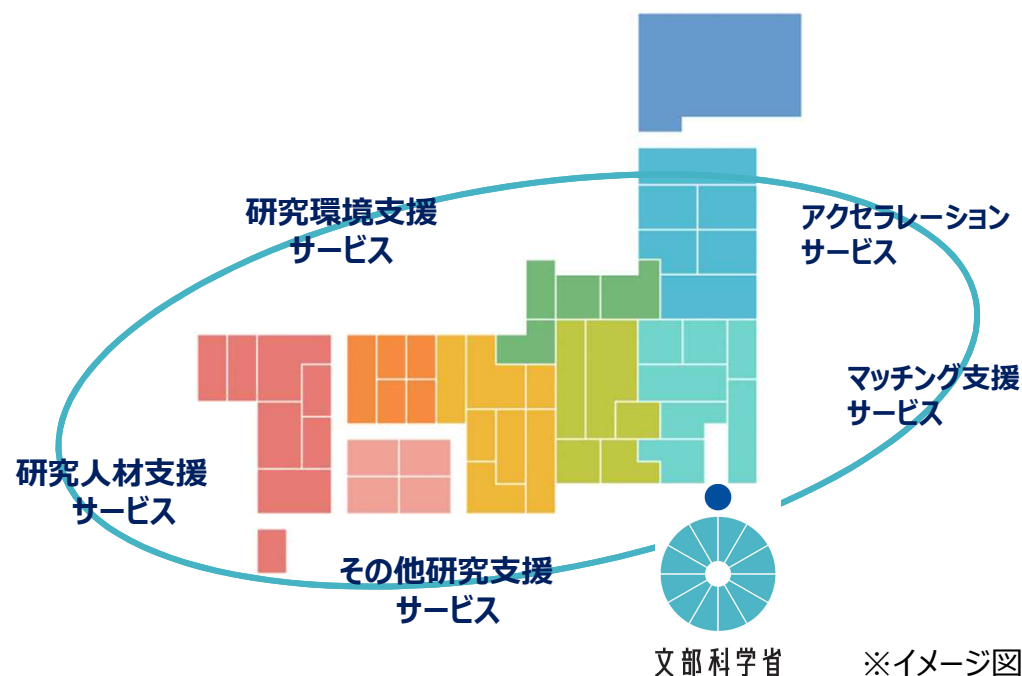 研究環境支援
サービス
アクセラレーション
サービス
マッチング支援
サービス
研究人材支援
サービス
その他研究支援
サービス
文部科学省
※イメージ図